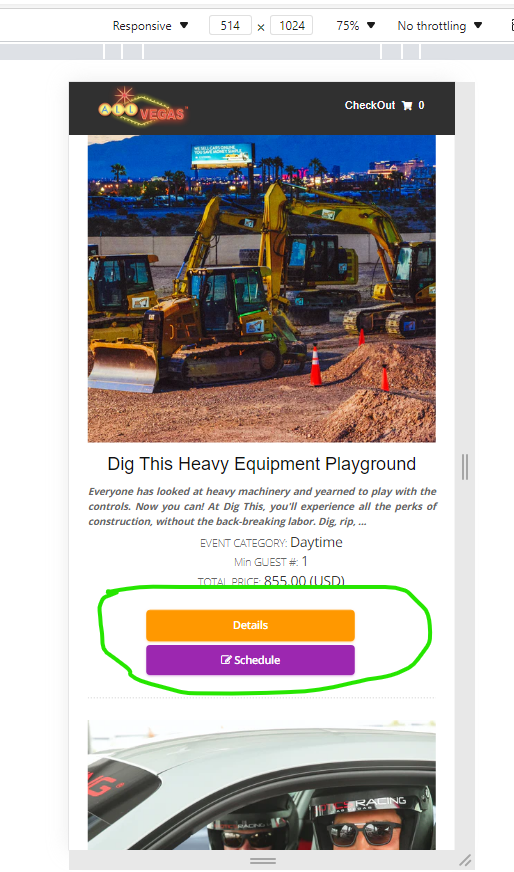 Responsive
514 × 1024
75%
No throttling
ALL VEGAS
CheckOut 0
Dig This Heavy Equipment Playground
Everyone has looked at heavy machinery and yearned to play with the
controls. Now you can! At Dig This, you'll experience all the perks of
construction, without the back-breaking labor. Dig, rip, ...
EVENT CATEGORY: Daytime
Min GUEST #: 1
TOTAL PRICE: 855.00 (USD)
Details
Schedule
RACING